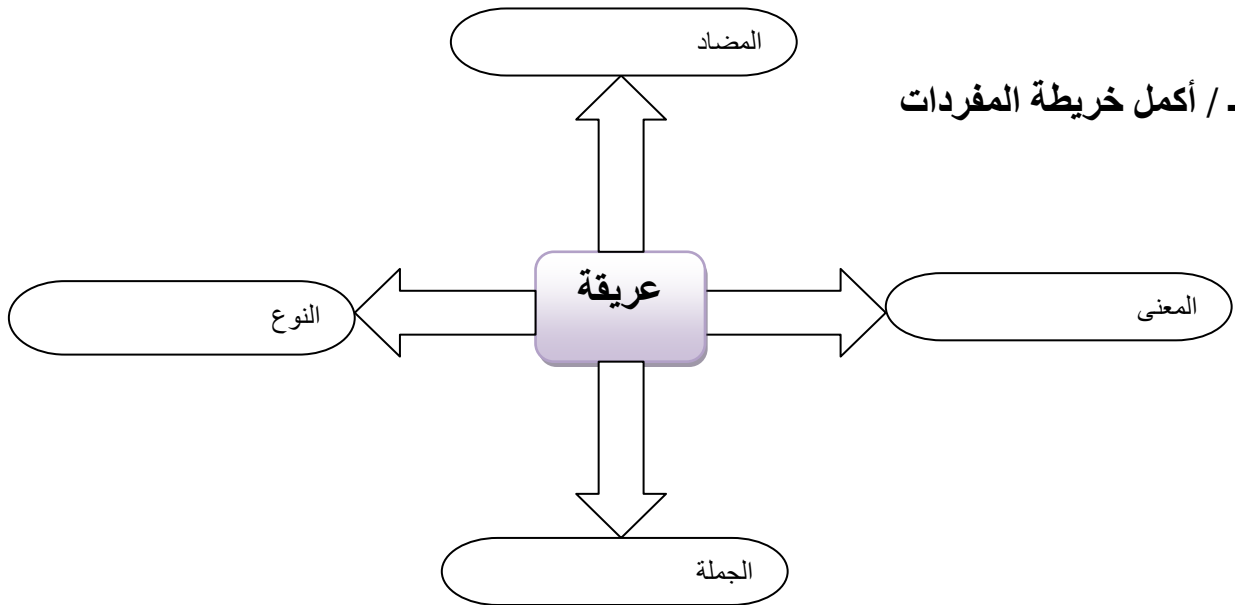 المضاد
ـ / أكمل خريطة المفردات
عريقة
المعنى
النوع
الجملة